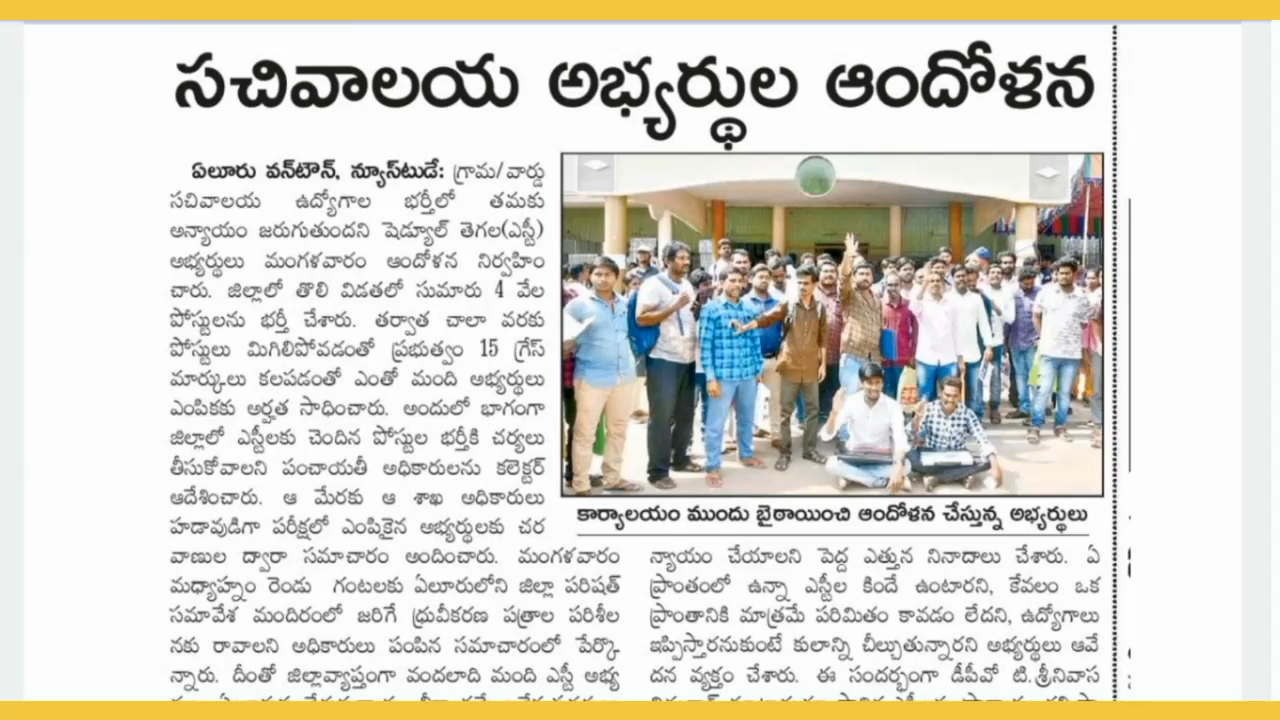 సచివాలయ అభ్యర్థుల ఆందోళన
ఏలూరు వన్‌టౌన్, న్యూస్‌టుడే: గ్రామ/వార్డు
సచివాలయ ఉద్యోగాల భర్తీలో తమకు
అన్యాయం జరుగుతుందని షెడ్యూల్ తెగల(ఎస్టీ)
అభ్యర్థులు మంగళవారం ఆందోళన నిర్వహిం
చారు. జిల్లాలో తొలి విడతలో సుమారు 4 వేల
పోస్టులను భర్తీ చేశారు. తర్వాత చాలా వరకు
పోస్టులు మిగిలిపోవడంతో ప్రభుత్వం 15 గ్రేస్
మార్కులు కలపడంతో ఎంతో మంది అభ్యర్థులు
ఎంపికకు అర్హత సాధించారు. అందులో భాగంగా
జిల్లాలో ఎస్టీలకు చెందిన పోస్టుల భర్తీకి చర్యలు
తీసుకోవాలని పంచాయతీ అధికారులను కలెక్టర్
ఆదేశించారు. ఆ మేరకు ఆ శాఖ అధికారులు
హడావుడిగా పరీక్షలో ఎంపికైన అభ్యర్థులకు చర
వాణుల ద్వారా సమాచారం అందించారు. మంగళవారం
మధ్యాహ్నం రెండు గంటలకు ఏలూరులోని జిల్లా పరిషత్
సమావేశ మందిరంలో జరిగే ధ్రువీకరణ పత్రాల పరిశీల
నకు రావాలని అధికారులు పంపిన సమాచారంలో పేర్కొ
న్నారు. దీంతో జిల్లావ్యాప్తంగా వందలాది మంది ఎస్టీ అభ్య
కార్యాలయం ముందు బైఠాయించి ఆందోళన చేస్తున్న అభ్యర్థులు
న్యాయం చేయాలని పెద్ద ఎత్తున నినాదాలు చేశారు. ఏ
ప్రాంతంలో ఉన్నా ఎస్టీల కిందే ఉంటారని, కేవలం ఒక
ప్రాంతానికి మాత్రమే పరిమితం కావడం లేదని, ఉద్యోగాలు
ఇప్పిస్తారనుకుంటే కులాన్ని చీల్చుతున్నారని అభ్యర్థులు ఆవే
దన వ్యక్తం చేశారు. ఈ సందర్భంగా డీపీవో టి.శ్రీనివాస